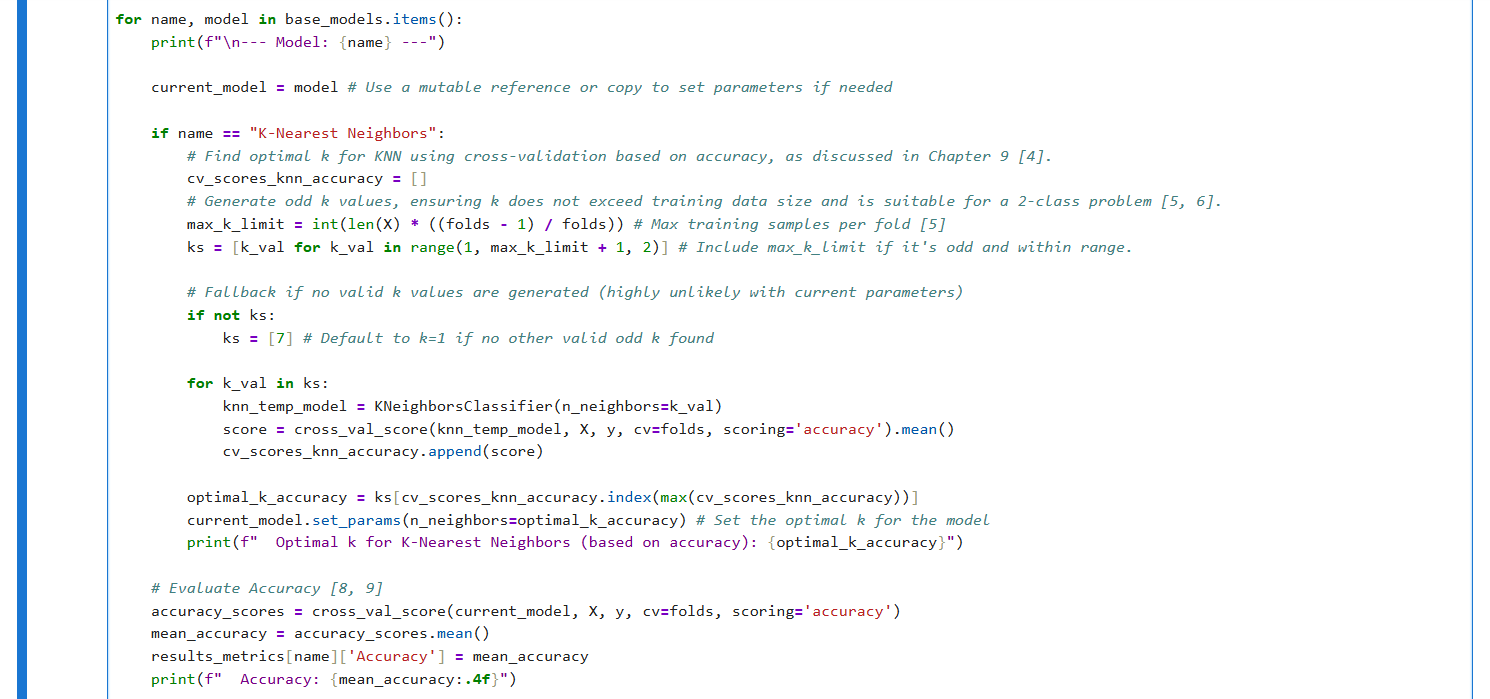 for name, model in base_models.items():
    print(f"\n--- Model: {name} ---")

    current_model = model # Use a mutable reference or copy to set parameters if needed

    if name == "K-Nearest Neighbors":
        # Find optimal k for KNN using cross-validation based on accuracy, as discussed in Chapter 9 [4].
        cv_scores_knn_accuracy = []
        # Generate odd k values, ensuring k does not exceed training data size and is suitable for a 2-class problem [5, 6].
        max_k_limit = int(len(X) * ((folds - 1) / folds)) # Max training samples per fold [5]
        ks = [k_val for k_val in range(1, max_k_limit + 1, 2)] # Include max_k_limit if it's odd and within range.

        # Fallback if no valid k values are generated (highly unlikely with current parameters)
        if not ks:
            ks = [7] # Default to k=1 if no other valid odd k found

        for k_val in ks:
            knn_temp_model = KNeighborsClassifier(n_neighbors=k_val)
            score = cross_val_score(knn_temp_model, X, y, cv=folds, scoring='accuracy').mean()
            cv_scores_knn_accuracy.append(score)

        optimal_k_accuracy = ks[cv_scores_knn_accuracy.index(max(cv_scores_knn_accuracy))]
        current_model.set_params(n_neighbors=optimal_k_accuracy) # Set the optimal k for the model
        print(f"  Optimal k for K-Nearest Neighbors (based on accuracy): {optimal_k_accuracy}")

    # Evaluate Accuracy [8, 9]
    accuracy_scores = cross_val_score(current_model, X, y, cv=folds, scoring='accuracy')
    mean_accuracy = accuracy_scores.mean()
    results_metrics[name]['Accuracy'] = mean_accuracy
    print(f"  Accuracy: {mean_accuracy:.4f}")